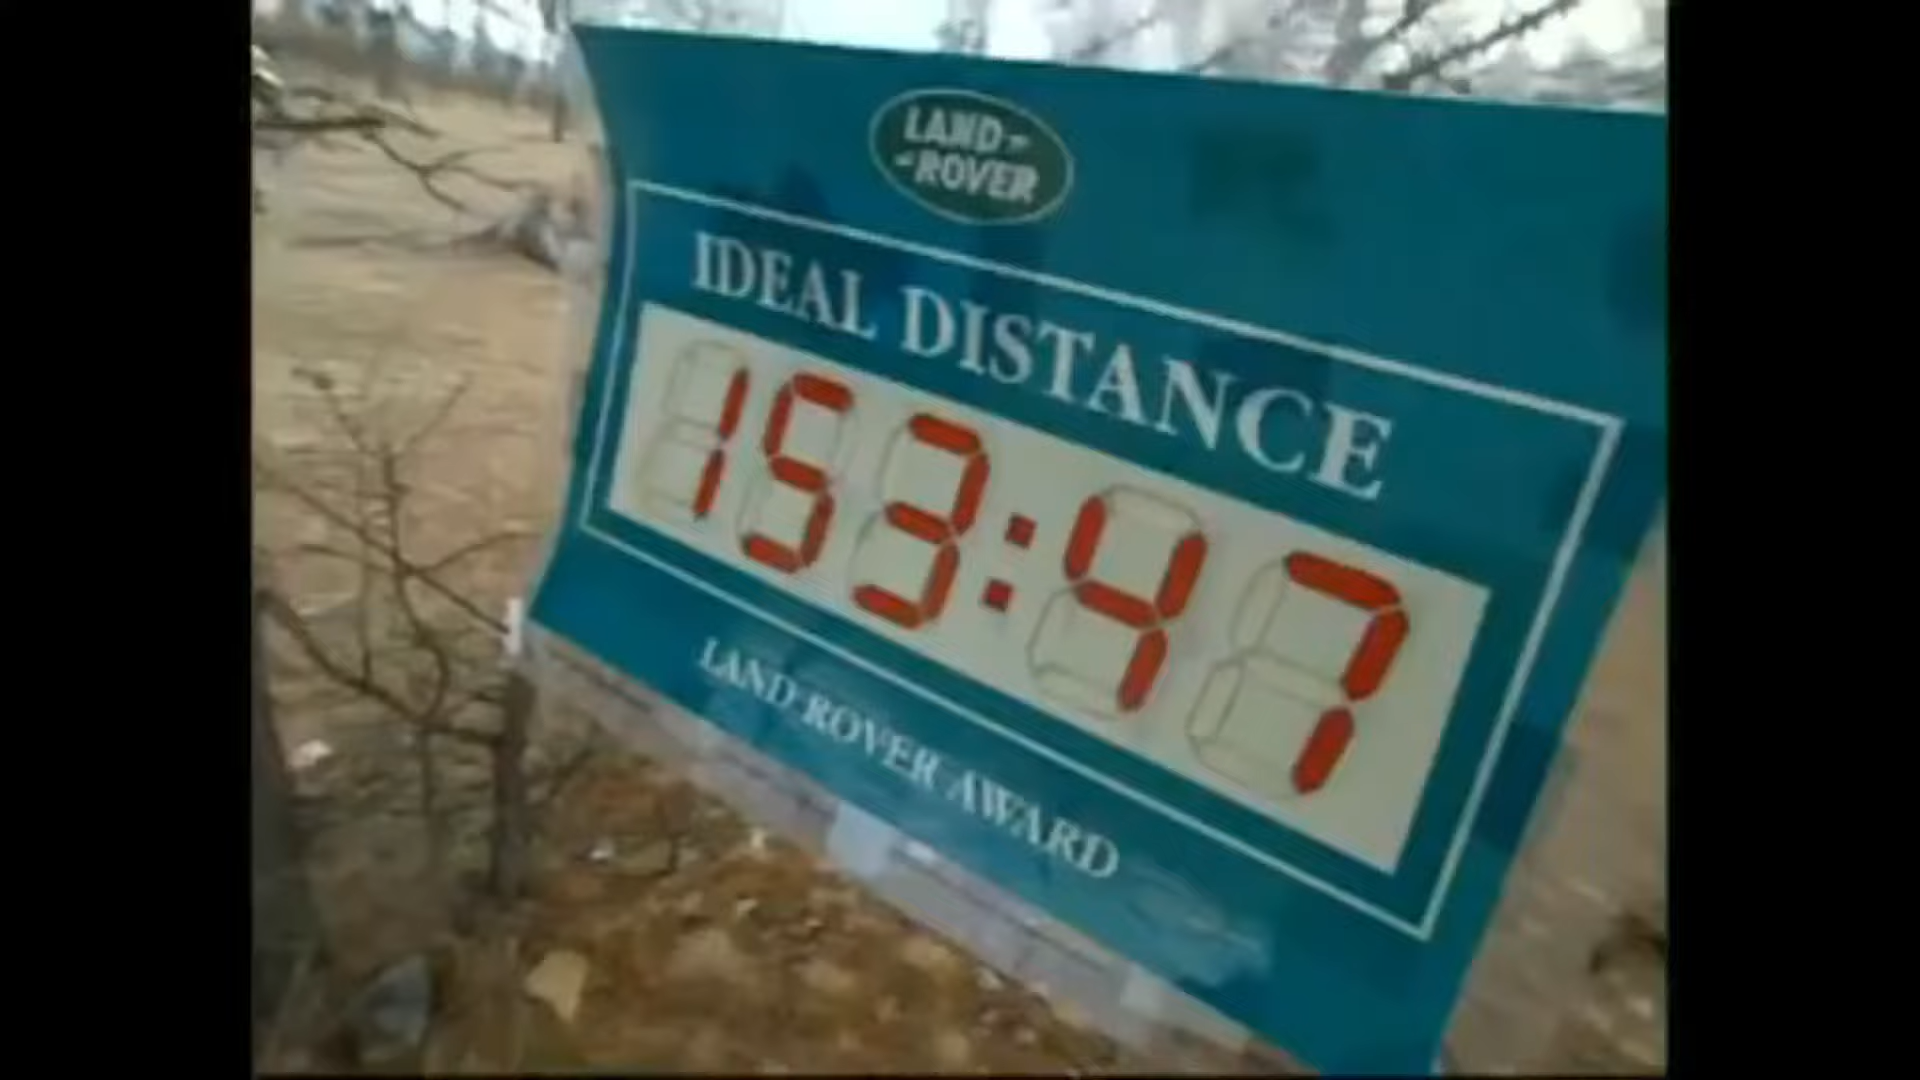 LAND
ROVER
IDEAL DISTANCE
153:47
LAND ROVER AWARD